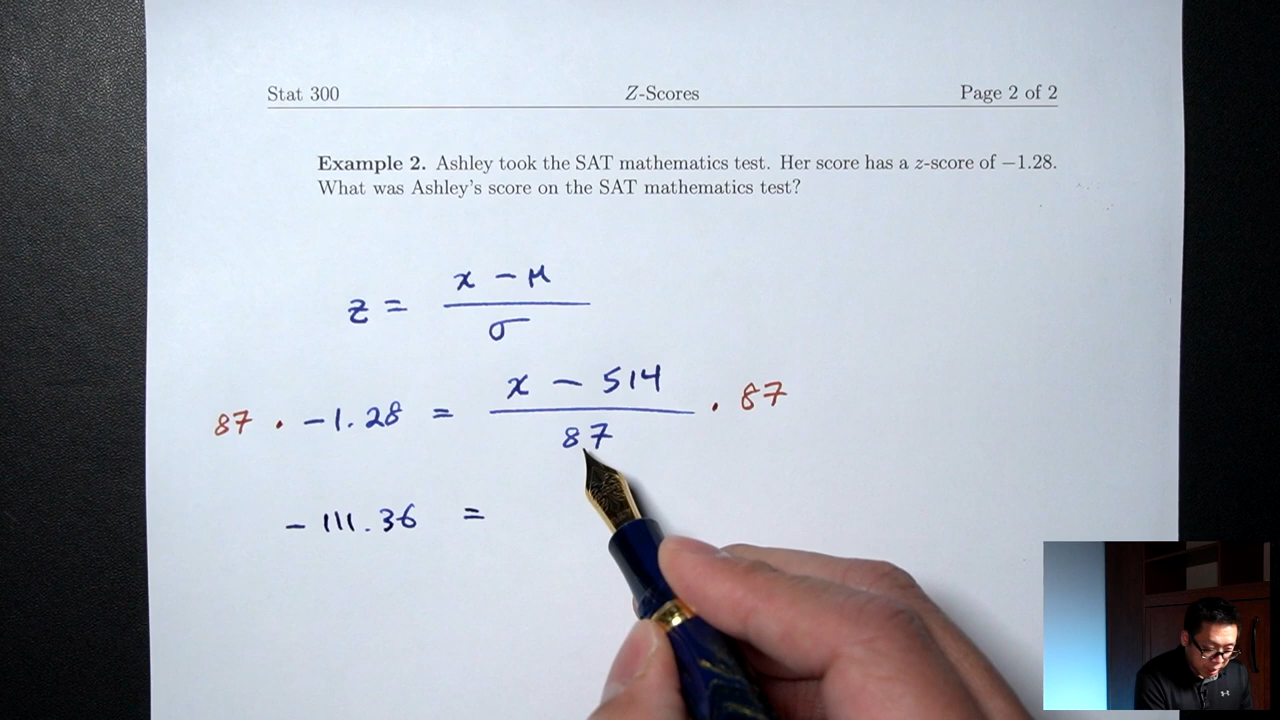 Stat 300 Z-Scores Page 2 of 2
Example 2. Ashley took the SAT mathematics test. Her score has a z-score of −1.28.
What was Ashley's score on the SAT mathematics test?
z = (x − μ) / σ
87 · −1.28 = (x − 514) / 87 · 87
−111.36 =